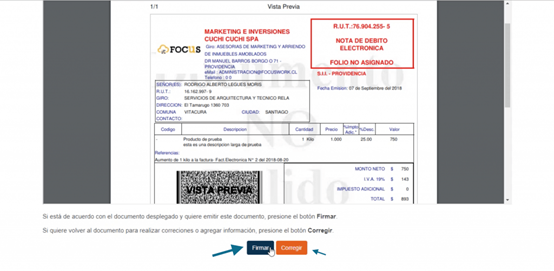 1/1 Vista Previa
R.U.T.:76.904.255- 5
NOTA DE DEBITO
ELECTRONICA
FOLIO NO ASIGNADO
S.I.I. - PROVIDENCIA
Fecha Emision: 07 de Septiembre del 2018
FOCUS
MARKETING E INVERSIONES
CUCHI CUCHI SPA
Giro: ASESORIAS DE MARKETING Y ARRIENDO
DE INMUEBLES AMOBLADOS
DR MANUEL BARROS BORGO O 71 -
PROVIDENCIA
eMail : ADMINISTRACION@FOCUSWORK.CL
Telefono : 0 0
SEÑOR(ES): RODRIGO ALBERTO LEGUES MORIS
R.U.T.: 16.162.997- 5
GIRO: SERVICIOS DE ARQUITECTURA Y TECNICO RELA
DIRECCION: El Tamarugo 1360 703
COMUNA VITACURA CIUDAD: SANTIAGO
CONTACTO:
Codigo Descripcion Cantidad Precio %Impto Adic. %Desc. Valor
Producto de prueba 1 Kilo 1.000 25.00 750
esta es una descripcion larga de prueba
Referencias:
Aumento de 1 kilo a la factura- Fact.Electronica N° 2 del 2018-08-20
MONTO NETO $ 750
I.V.A. 19% $ 143
IMPUESTO ADICIONAL $ 0
TOTAL $ 893
VISTA PREVIA
Si está de acuerdo con el documento desplegado y quiere emitir este documento, presione el botón Firmar.
Si quiere volver al documento para realizar correciones o agregar información, presione el botón Corregir.
Firmar Corregir